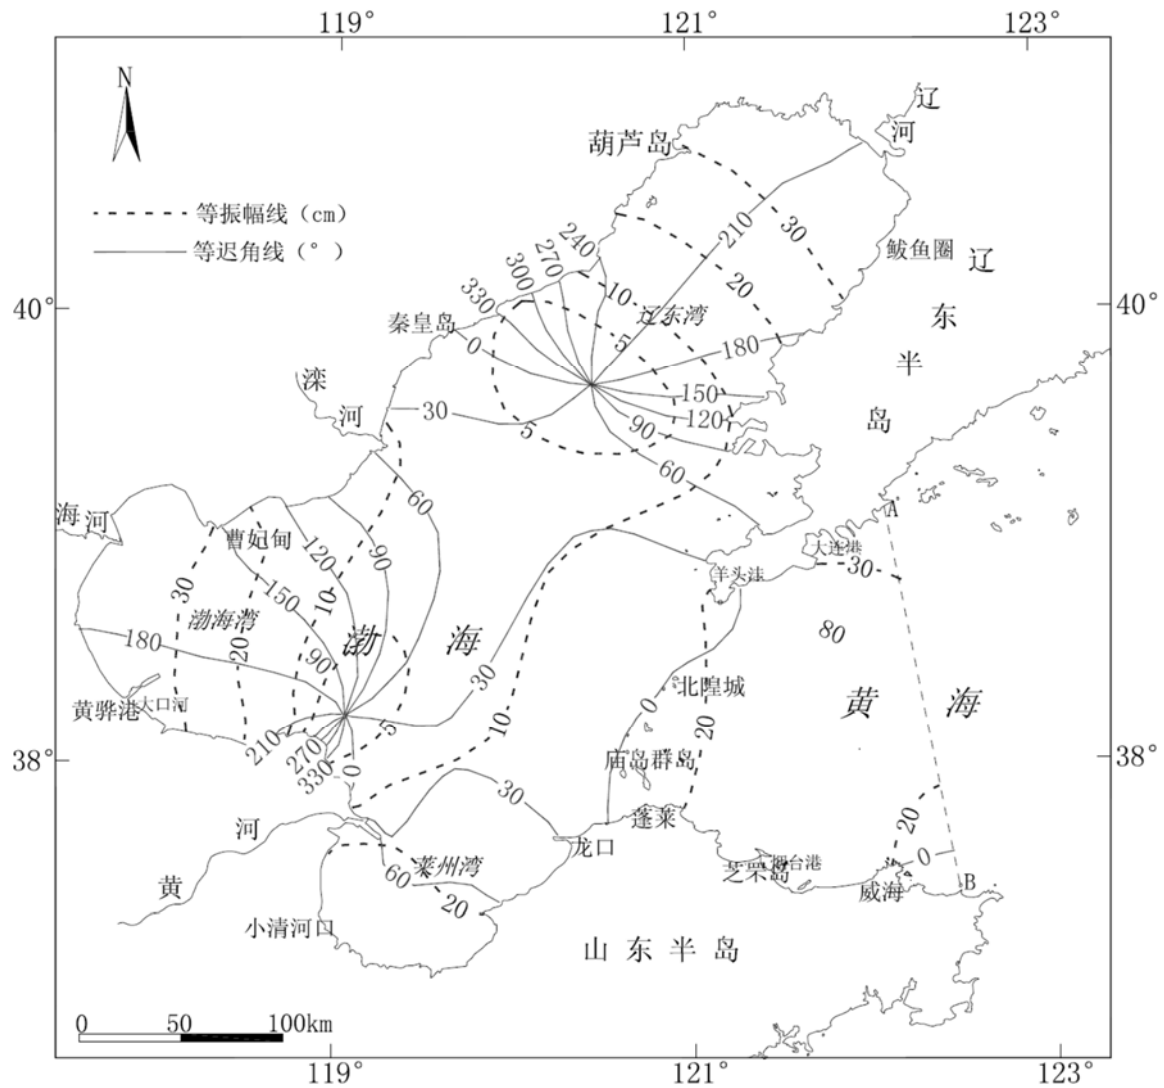 119°
121°
123°
N
辽
河
葫芦岛
等振幅线（cm）
等迟角线（°）
210
30
鲅鱼圈
辽
240
270
300
330
20
10
40°
40°
东
辽东湾
秦皇岛
0
5
180
半
滦
河
30
150
120
岛
5
90
60
60
海河
A
曹妃甸
120
90
大连港
30
羊头洼
30
150
10
渤海湾
渤 海
80
180
20
90
30
北隍城
黄 海
黄骅港
大口河
0
10
20
5
210
270
330
0
庙岛群岛
38°
38°
30
蓬莱
河
龙口
20
莱州湾
60
芝罘岛
烟台港
0
黄
威海
B
20
小清河口
山东半岛
0 50 100km
119°
121°
123°